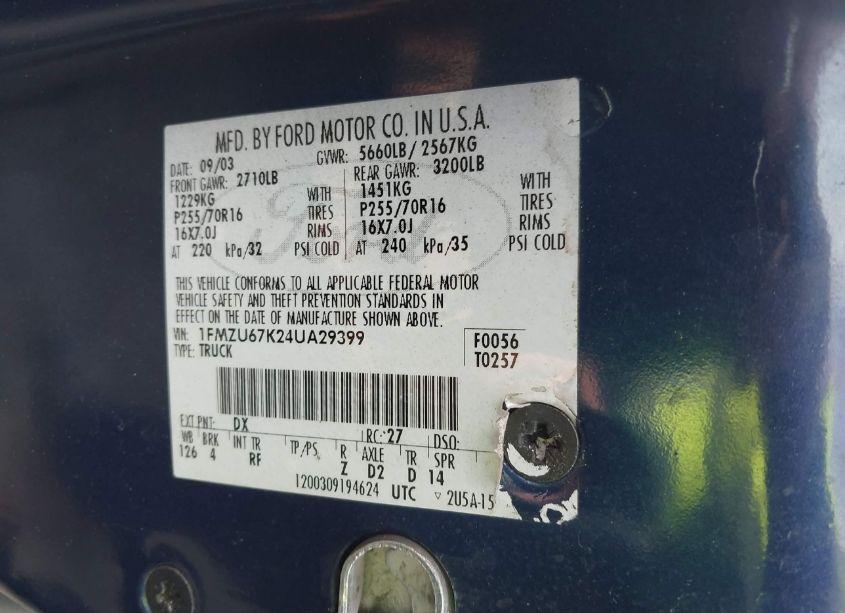 MFD. BY FORD MOTOR CO. IN U.S.A.
DATE: 09/03 GVWR: 5660LB/ 2567KG
FRONT GAWR: 2710LB REAR GAWR: 3200LB
1229KG WITH 1451KG WITH
P255/70R16 TIRES P255/70R16 TIRES
16X7.0J RIMS 16X7.0J RIMS
AT 220 kPa/32 PSI COLD AT 240 kPa/35 PSI COLD
Ford
THIS VEHICLE CONFORMS TO ALL APPLICABLE FEDERAL MOTOR
VEHICLE SAFETY AND THEFT PREVENTION STANDARDS IN
EFFECT ON THE DATE OF MANUFACTURE SHOWN ABOVE.
VIN: 1FMZU67K24UA29399 F0056
TYPE: TRUCK T0257
EXT PNT: DX RC: 27 DSO:
WB BRK INT TR TP/PS R AXLE TR SPR
126 4 RF Z D2 D 14
1200309194624 UTC ▽ 2U5A-15